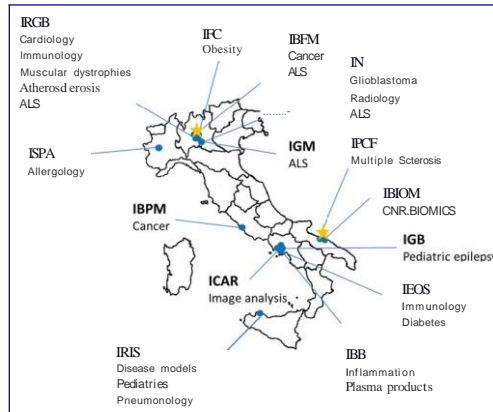 IRGB
Cardiology
Immunology
Muscular dystrophies
Atherosd erosis
ALS
IFC
Obesity
IBFM
Cancer
ALS
IN
Glioblastoma
Radiology
ALS
ISPA
Allergology
IGM
ALS
IPCF
Multiple Scterosis
IBIOM
CNR.BIOMICS
IBPM
Cancer
IGB
Pediatric epilepsy
ICAR
Image analysis
IEOS
Immunology
Diabetes
IRIS
Disease models
Pediatries
Pneumonology
IBB
Inflammation
Plasma products